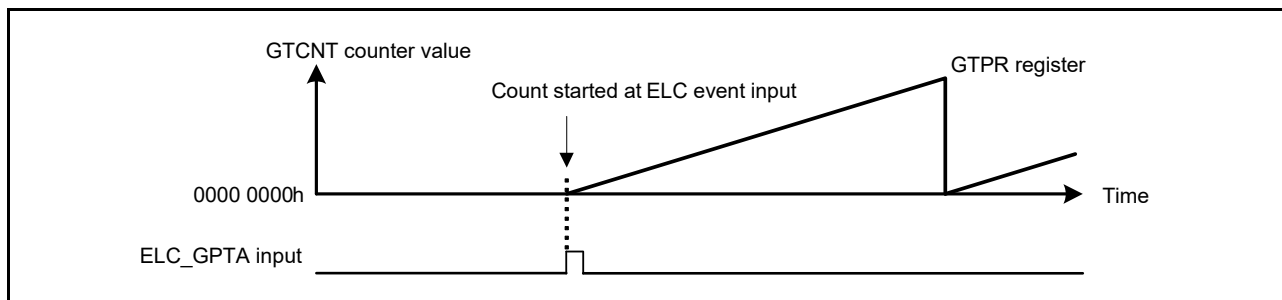 GTCNT counter value
GTPR register
Count started at ELC event input
0000 0000h
Time
ELC_GPTA input